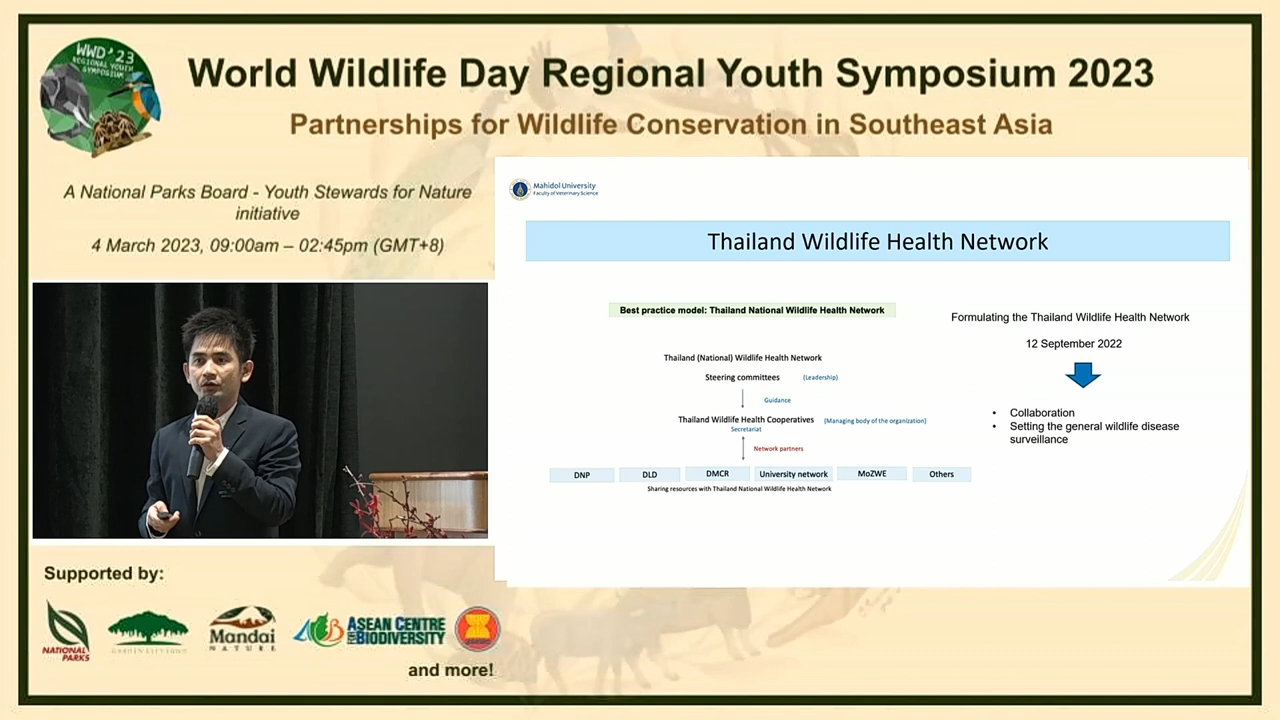 WWD'23
REGIONAL YOUTH
SYMPOSIUM
World Wildlife Day Regional Youth Symposium 2023
Partnerships for Wildlife Conservation in Southeast Asia
A National Parks Board - Youth Stewards for Nature
initiative
4 March 2023, 09:00am – 02:45pm (GMT+8)
Mahidol University
Faculty of Veterinary Science
Thailand Wildlife Health Network
Best practice model: Thailand National Wildlife Health Network
Thailand (National) Wildlife Health Network
Steering committees (Leadership)
Guidance
Thailand Wildlife Health Cooperatives (Managing body of the organization)
Secretariat
Network partners
DNP DLD DMCR University network MoZWE Others
Sharing resources with Thailand National Wildlife Health Network
Formulating the Thailand Wildlife Health Network
12 September 2022
• Collaboration
• Setting the general wildlife disease
surveillance
Supported by:
NATIONAL
PARKS
GARDEN CITY FUND
Mandai
NATURE
ASEAN CENTRE
FOR BIODIVERSITY
and more!